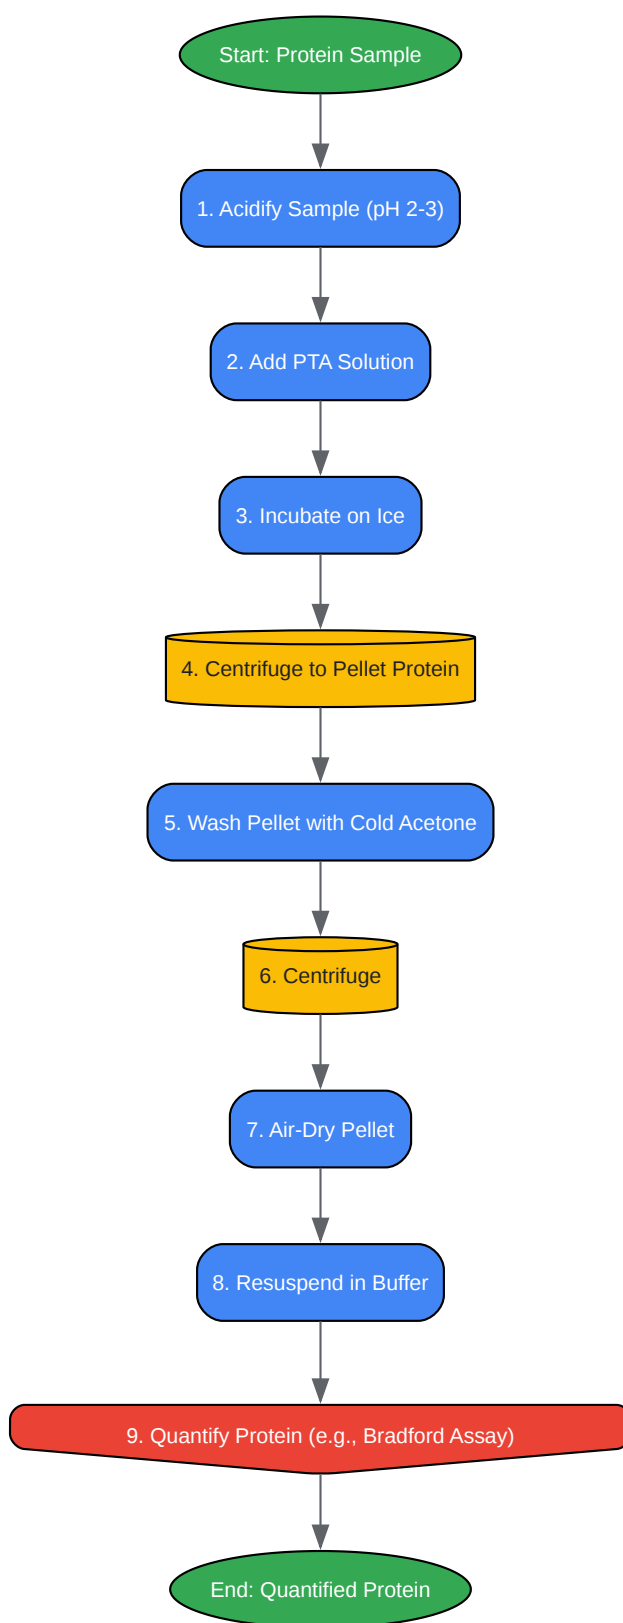 Start: Protein Sample
1. Acidify Sample (pH 2-3)
2. Add PTA Solution
3. Incubate on Ice
4. Centrifuge to Pellet Protein
5. Wash Pellet with Cold Acetone
6. Centrifuge
7. Air-Dry Pellet
8. Resuspend in Buffer
9. Quantify Protein (e.g., Bradford Assay)
End: Quantified Protein